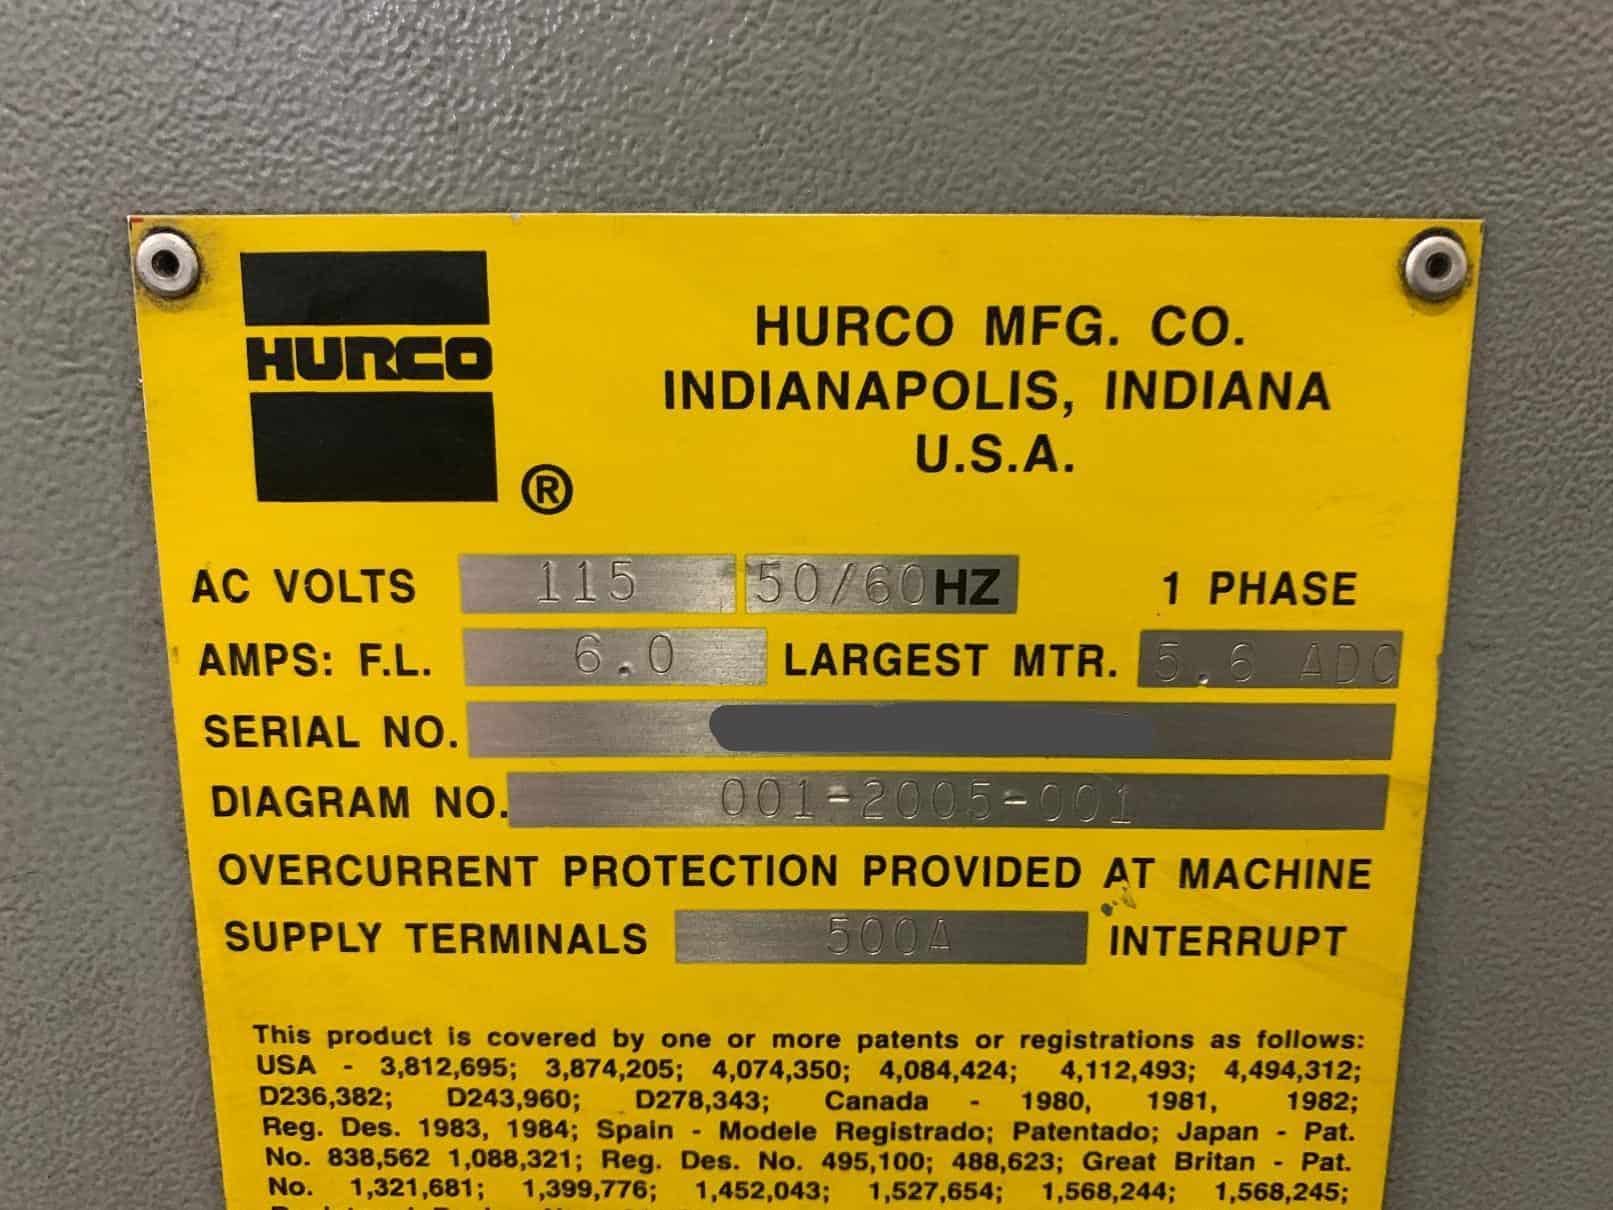 HURCO
®
HURCO MFG. CO.
INDIANAPOLIS, INDIANA
U.S.A.
AC VOLTS 115 50/60HZ 1 PHASE
AMPS: F.L. 6.0 LARGEST MTR. 5.6 ADC
SERIAL NO.
DIAGRAM NO. 001-2005-001
OVERCURRENT PROTECTION PROVIDED AT MACHINE
SUPPLY TERMINALS 500A INTERRUPT
This product is covered by one or more patents or registrations as follows:
USA - 3,812,695; 3,874,205; 4,074,350; 4,084,424; 4,112,493; 4,494,312;
D236,382; D243,960; D278,343; Canada - 1980, 1981, 1982;
Reg. Des. 1983, 1984; Spain - Modele Registrado; Patentado; Japan - Pat.
No. 838,562 1,088,321; Reg. Des. No. 495,100; 488,623; Great Britan - Pat.
No. 1,321,681; 1,399,776; 1,452,043; 1,527,654; 1,568,244; 1,568,245;